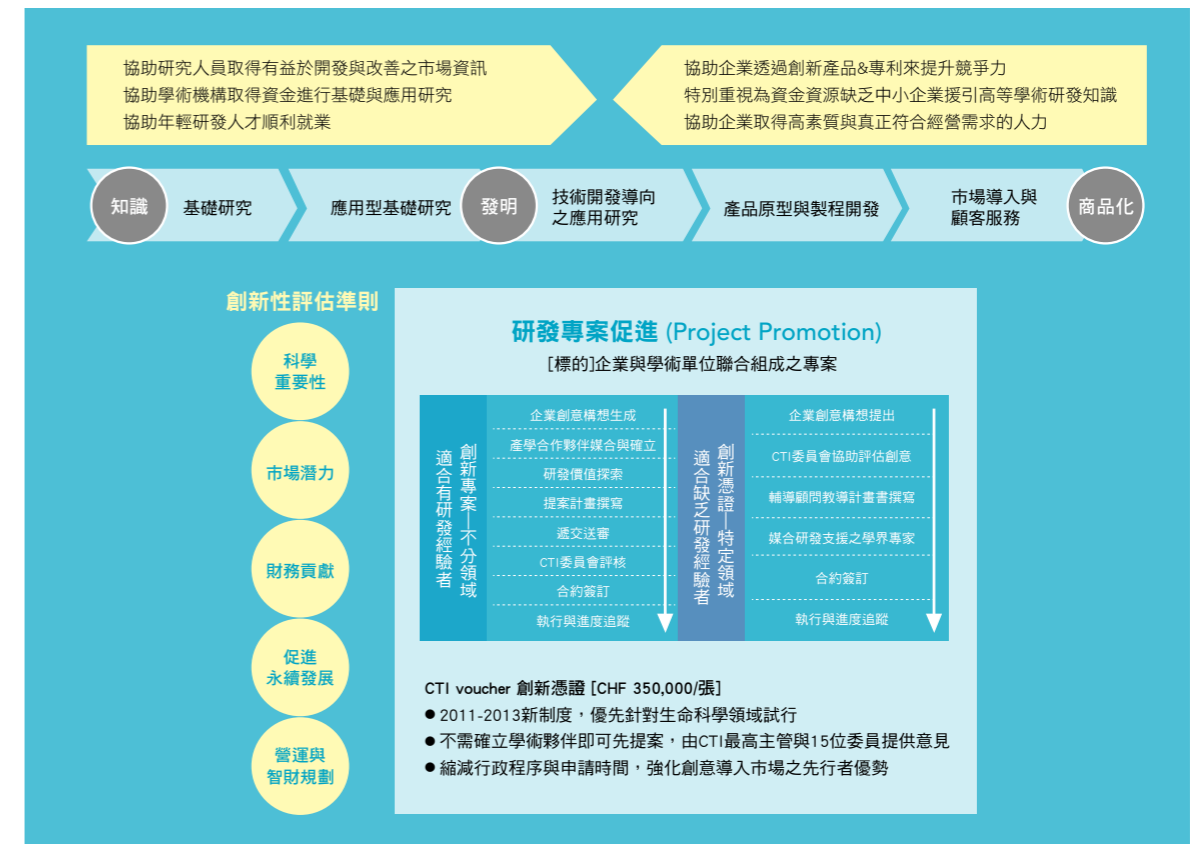 協助研究人員取得有益於開發與改善之市場資訊
協助學術機構取得資金進行基礎與應用研究
協助年輕研發人才順利就業
協助企業透過創新產品&專利來提升競爭力
特別重視為資金資源缺乏中小企業援引高等學術研發知識
協助企業取得高素質與真正符合經營需求的人力
知識
基礎研究
應用型基礎研究
發明
技術開發導向
之應用研究
產品原型與製程開發
市場導入與
顧客服務
商品化
創新性評估準則
科學
重要性
市場潛力
財務貢獻
促進
永續發展
營運與
智財規劃
研發專案促進 (Project Promotion)
[標的]企業與學術單位聯合組成之專案
創新專案—不分領域
適合有研發經驗者
企業創意構想生成
產學合作夥伴媒合與確立
研發價值探索
提案計畫撰寫
遞交送審
CTI委員會評核
合約簽訂
執行與進度追蹤
創新憑證—特定領域
適合缺乏研發經驗者
企業創意構想提出
CTI委員會協助評估創意
輔導顧問教導計畫書撰寫
媒合研發支援之學界專家
合約簽訂
執行與進度追蹤
CTI voucher 創新憑證 [CHF 350,000/張]
●2011-2013新制度，優先針對生命科學領域試行
●不需確立學術夥伴即可先提案，由CTI最高主管與15位委員提供意見
●縮減行政程序與申請時間，強化創意導入市場之先行者優勢